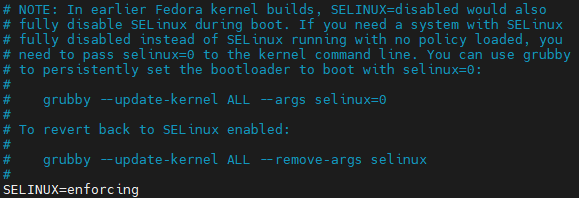 # NOTE: In earlier Fedora kernel builds, SELINUX=disabled would also
# fully disable SELinux during boot. If you need a system with SELinux
# fully disabled instead of SELinux running with no policy loaded, you
# need to pass selinux=0 to the kernel command line. You can use grubby
# to persistently set the bootloader to boot with selinux=0:
#
#    grubby --update-kernel ALL --args selinux=0
#
# To revert back to SELinux enabled:
#
#    grubby --update-kernel ALL --remove-args selinux
#
SELINUX=enforcing